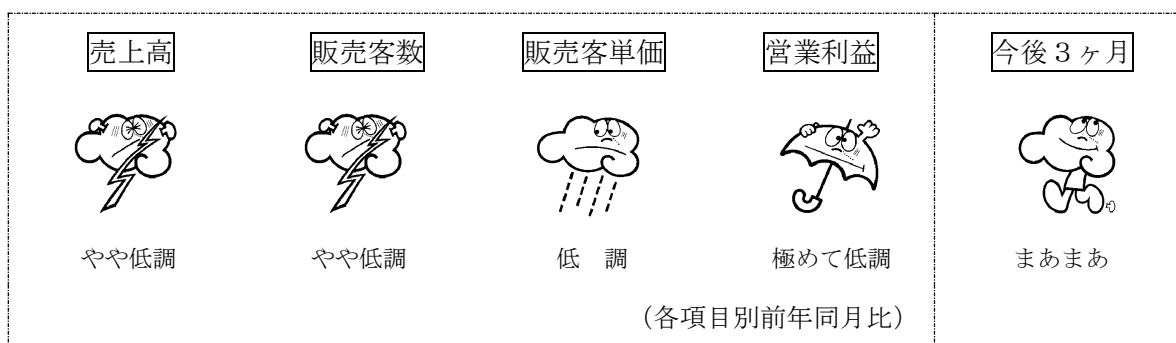 売上高 販売客数 販売客単価 営業利益 今後３ヶ月
やや低調 やや低調 低　調 極めて低調 まあまあ
（各項目別前年同月比）